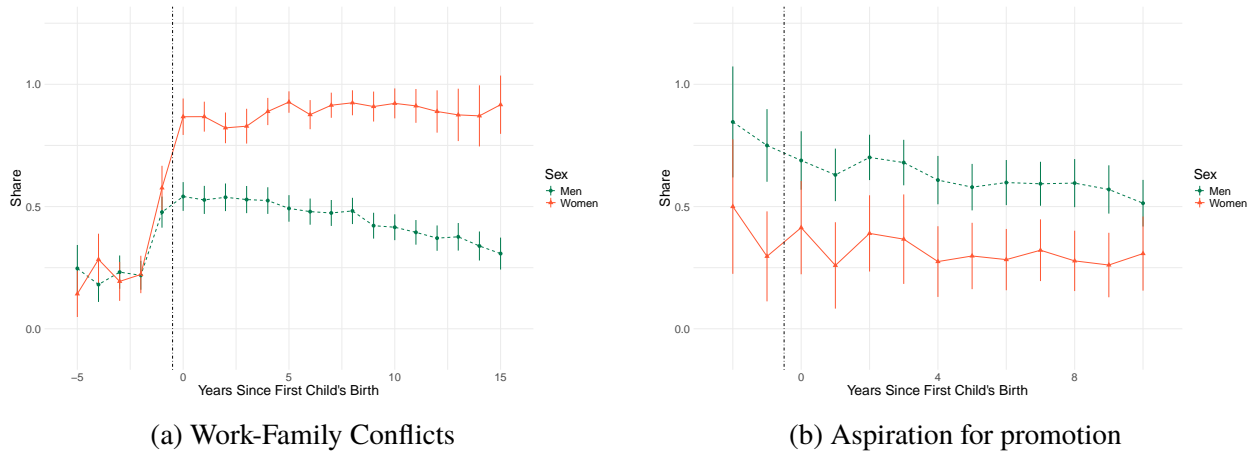 1.0
0.5
0.0
Share
−5
0
5
10
15
Years Since First Child's Birth
Sex
Men
Women
(a) Work-Family Conflicts
1.0
0.5
0.0
Share
0
4
8
Years Since First Child's Birth
Sex
Men
Women
(b) Aspiration for promotion